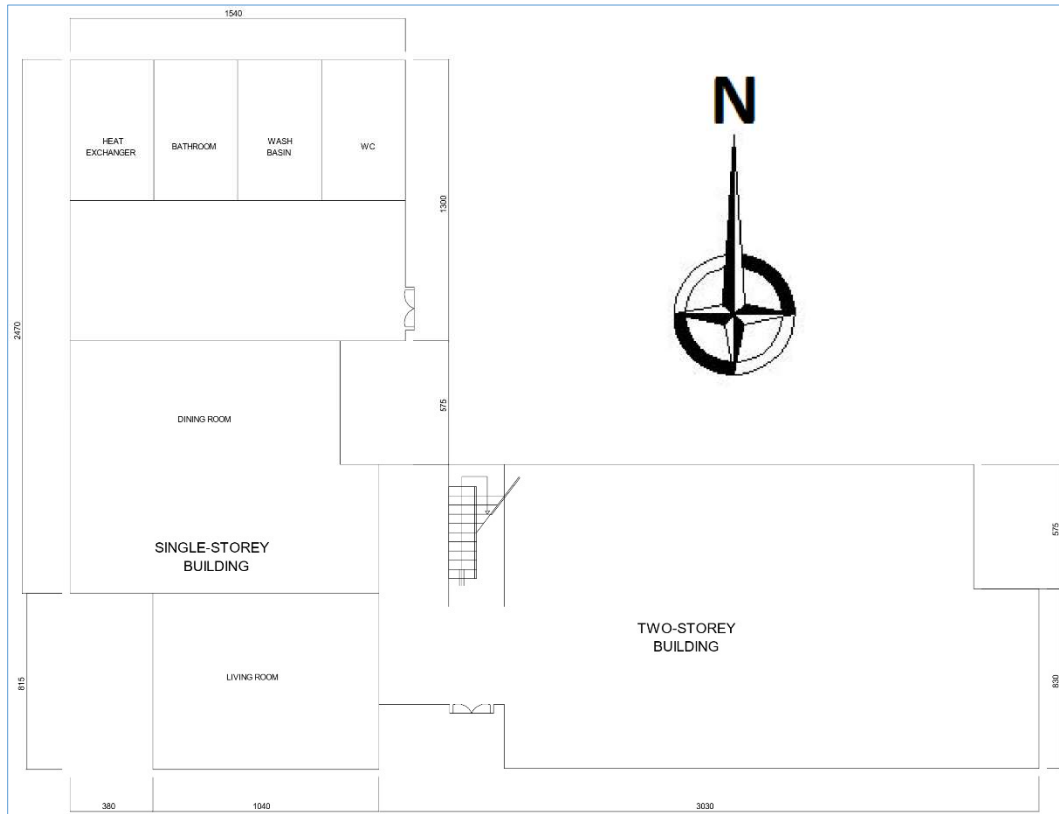 1540
N
HEAT
EXCHANGER
BATHROOM
WASH
BASIN
WC
1300
2470
575
DINING ROOM
SINGLE-STOREY
BUILDING
575
TWO-STOREY
BUILDING
LIVING ROOM
815
830
380
1040
3030